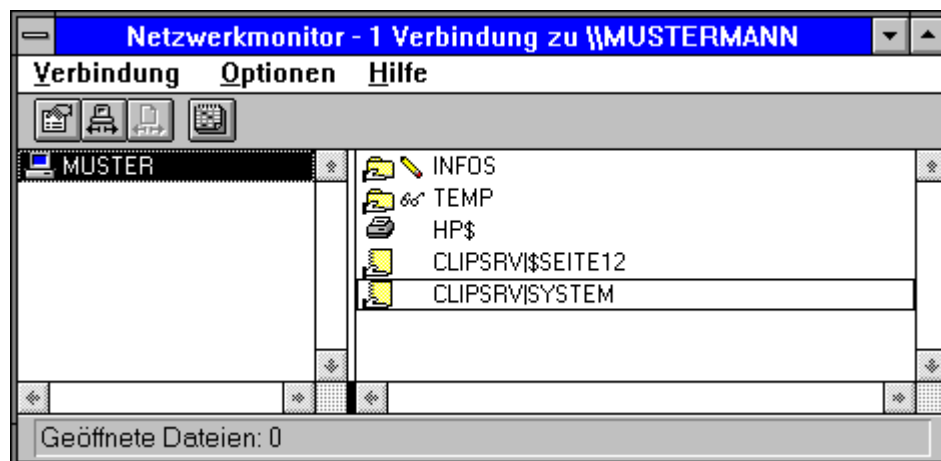 Netzwerkmonitor - 1 Verbindung zu \\MUSTERMANN
Verbindung Optionen Hilfe
MUSTER
INFOS
TEMP
HP$
CLIPSRV|$SEITE12
CLIPSRV|SYSTEM
Geöffnete Dateien: 0